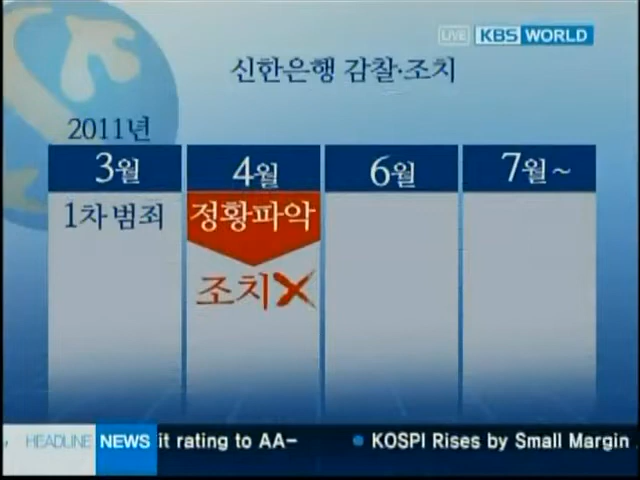 LIVE KBS WORLD
신한은행 감찰·조치
2011년
3월 4월 6월 7월~
1차 범죄 정황파악
조치X
HEADLINE NEWS it rating to AA- • KOSPI Rises by Small Margin